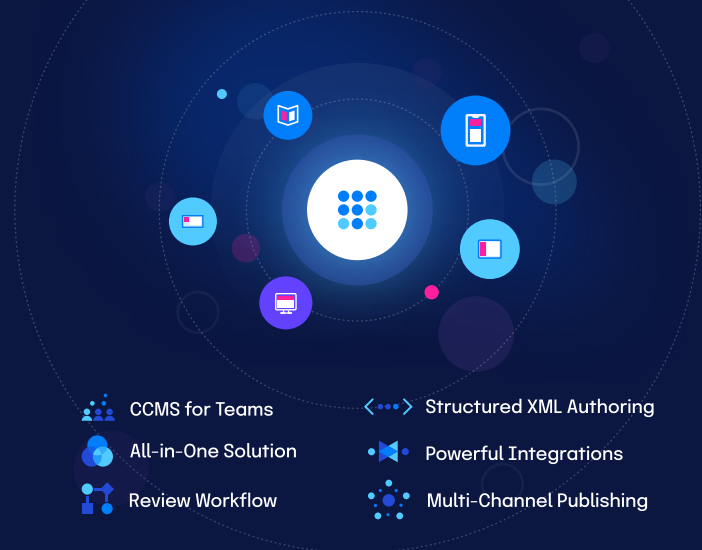 CCMS for Teams
All-in-One Solution
Review Workflow
Structured XML Authoring
Powerful Integrations
Multi-Channel Publishing